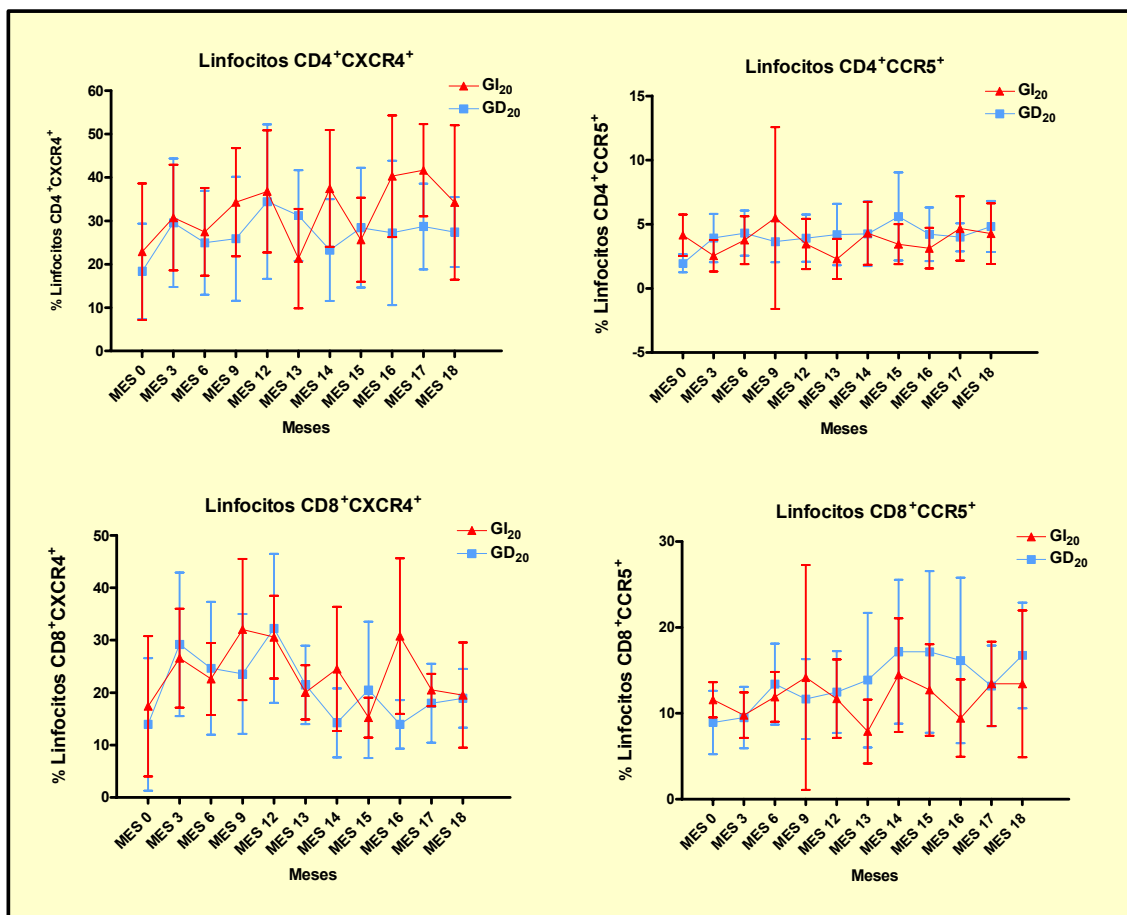 Linfocitos CD4+CXCR4+
GI20
GD20
% Linfocitos CD4+CXCR4+
60
50
40
30
20
10
0
MES 0
MES 3
MES 6
MES 9
MES 12
MES 13
MES 14
MES 15
MES 16
MES 17
MES 18
Meses
Linfocitos CD4+CCR5+
GI20
GD20
% Linfocitos CD4+CCR5+
15
10
5
0
-5
MES 0
MES 3
MES 6
MES 9
MES 12
MES 13
MES 14
MES 15
MES 16
MES 17
MES 18
Meses
Linfocitos CD8+CXCR4+
GI20
GD20
% Linfocitos CD8+CXCR4+
50
40
30
20
10
0
MES 0
MES 3
MES 6
MES 9
MES 12
MES 13
MES 14
MES 15
MES 16
MES 17
MES 18
Meses
Linfocitos CD8+CCR5+
GI20
GD20
% Linfocitos CD8+CCR5+
30
20
10
0
MES 0
MES 3
MES 6
MES 9
MES 12
MES 13
MES 14
MES 15
MES 16
MES 17
MES 18
Meses